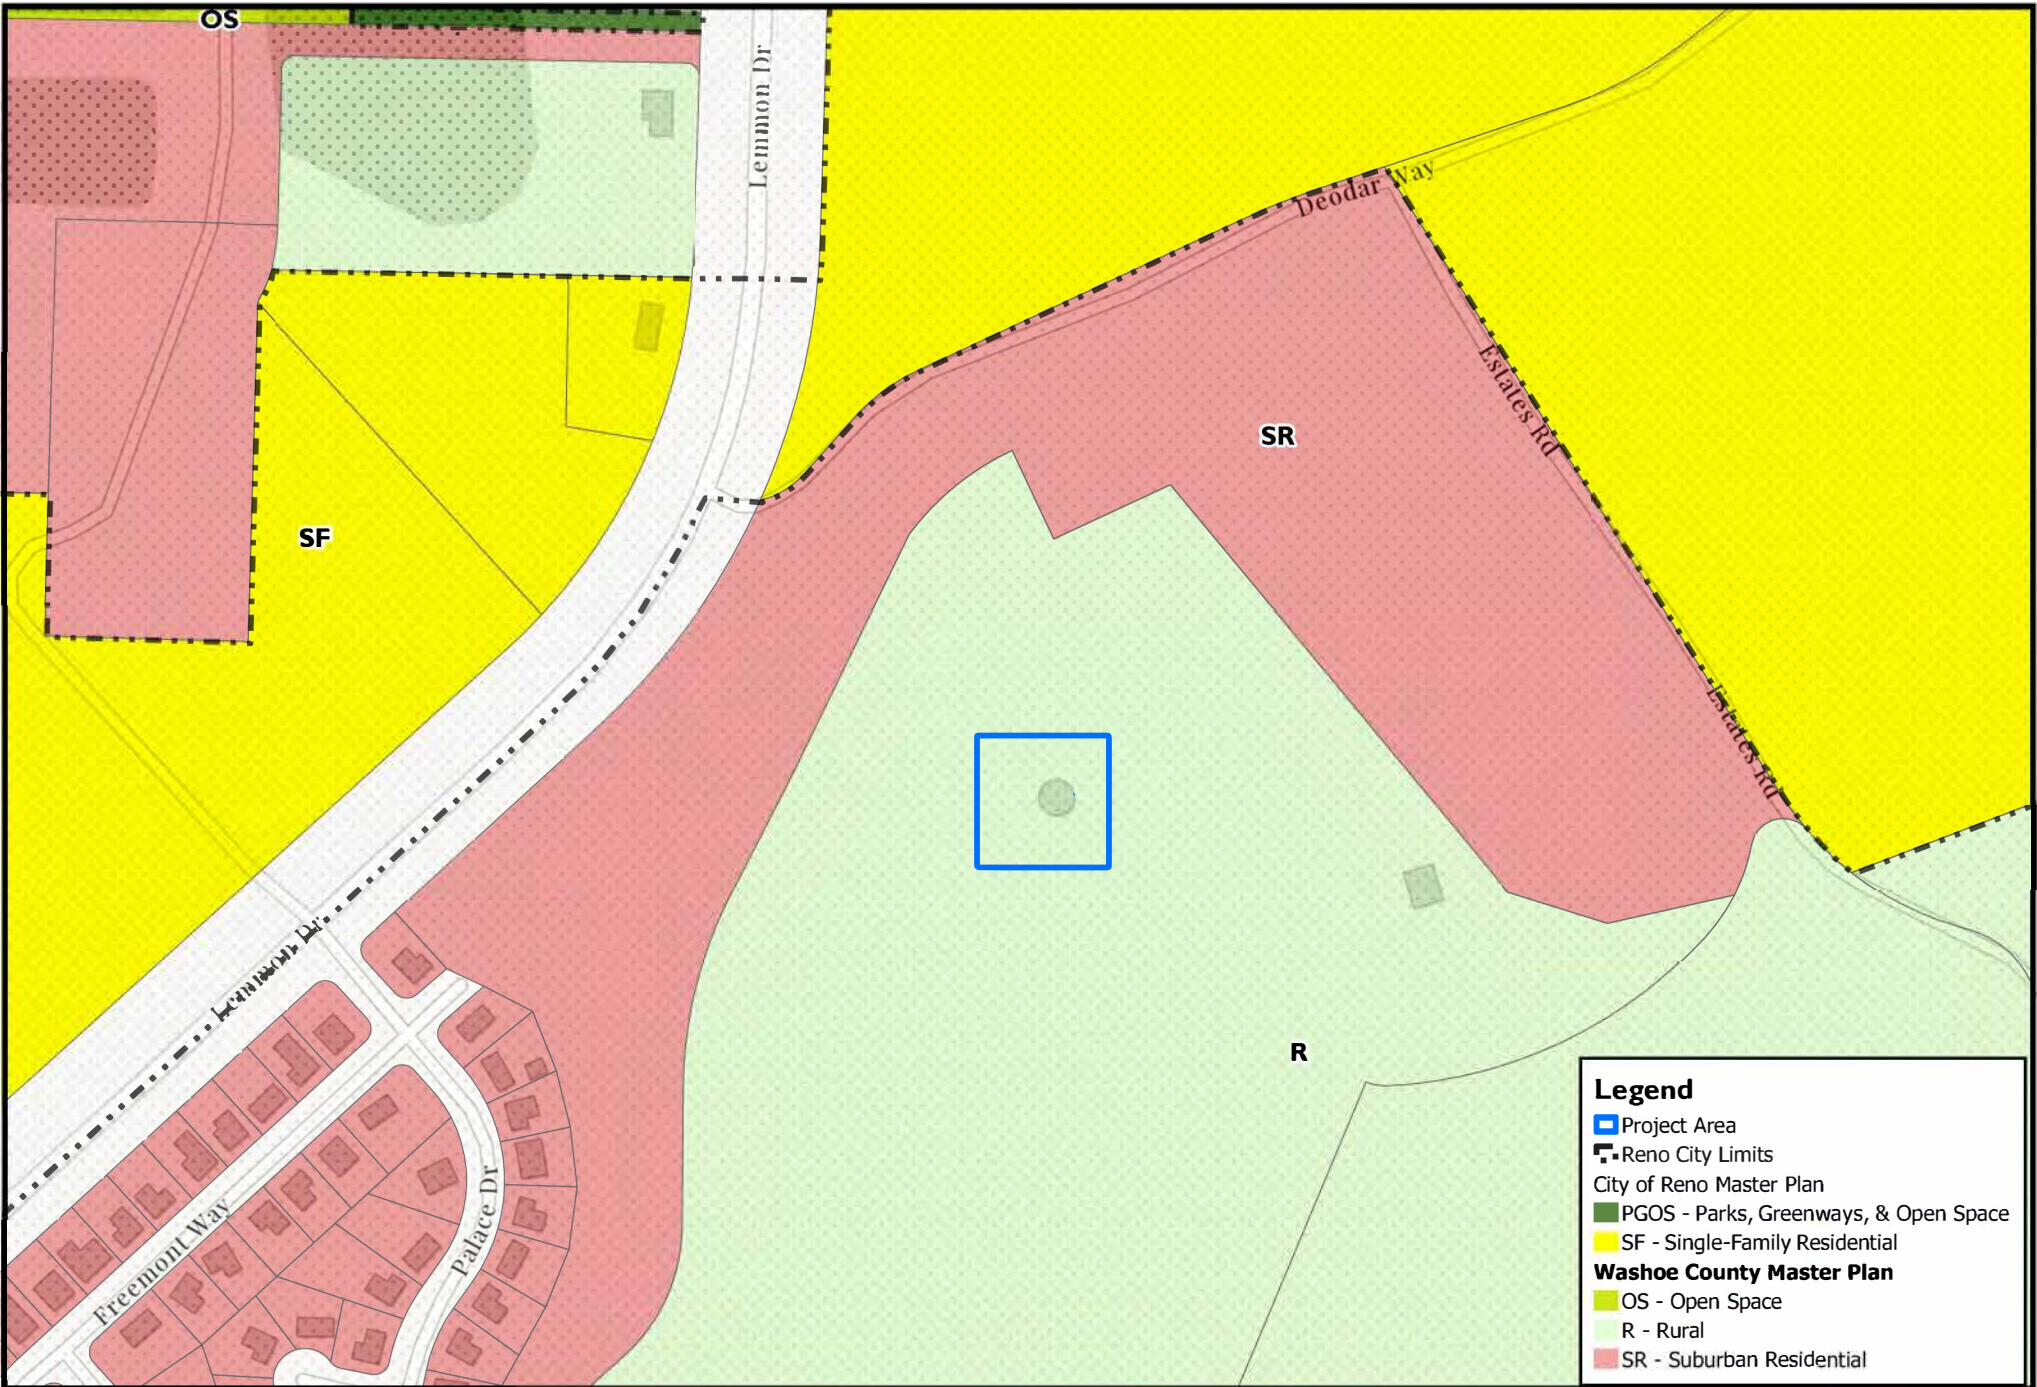 OS
Lemmon Dr
Deodar Way
Estates Rd
SR
SF
Estates Rd
Lemmon Dr
R
Freemont Way
Palace Dr
Legend
Project Area
Reno City Limits
City of Reno Master Plan
PGOS - Parks, Greenways, & Open Space
SF - Single-Family Residential
Washoe County Master Plan
OS - Open Space
R - Rural
SR - Suburban Residential